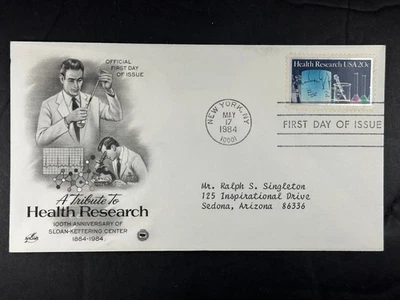 OFFICIAL
FIRST DAY OF
ISSUE
Health Research USA 20c
NEW YORK, NY
MAY
17
1984
10001
FIRST DAY OF ISSUE
A Tribute To
Health Research
100TH ANNIVERSARY OF
SLOAN-KETTERING CENTER
1884-1984
Mr. Ralph S. Singleton
125 Inspirational Drive
Sedona, Arizona 86336